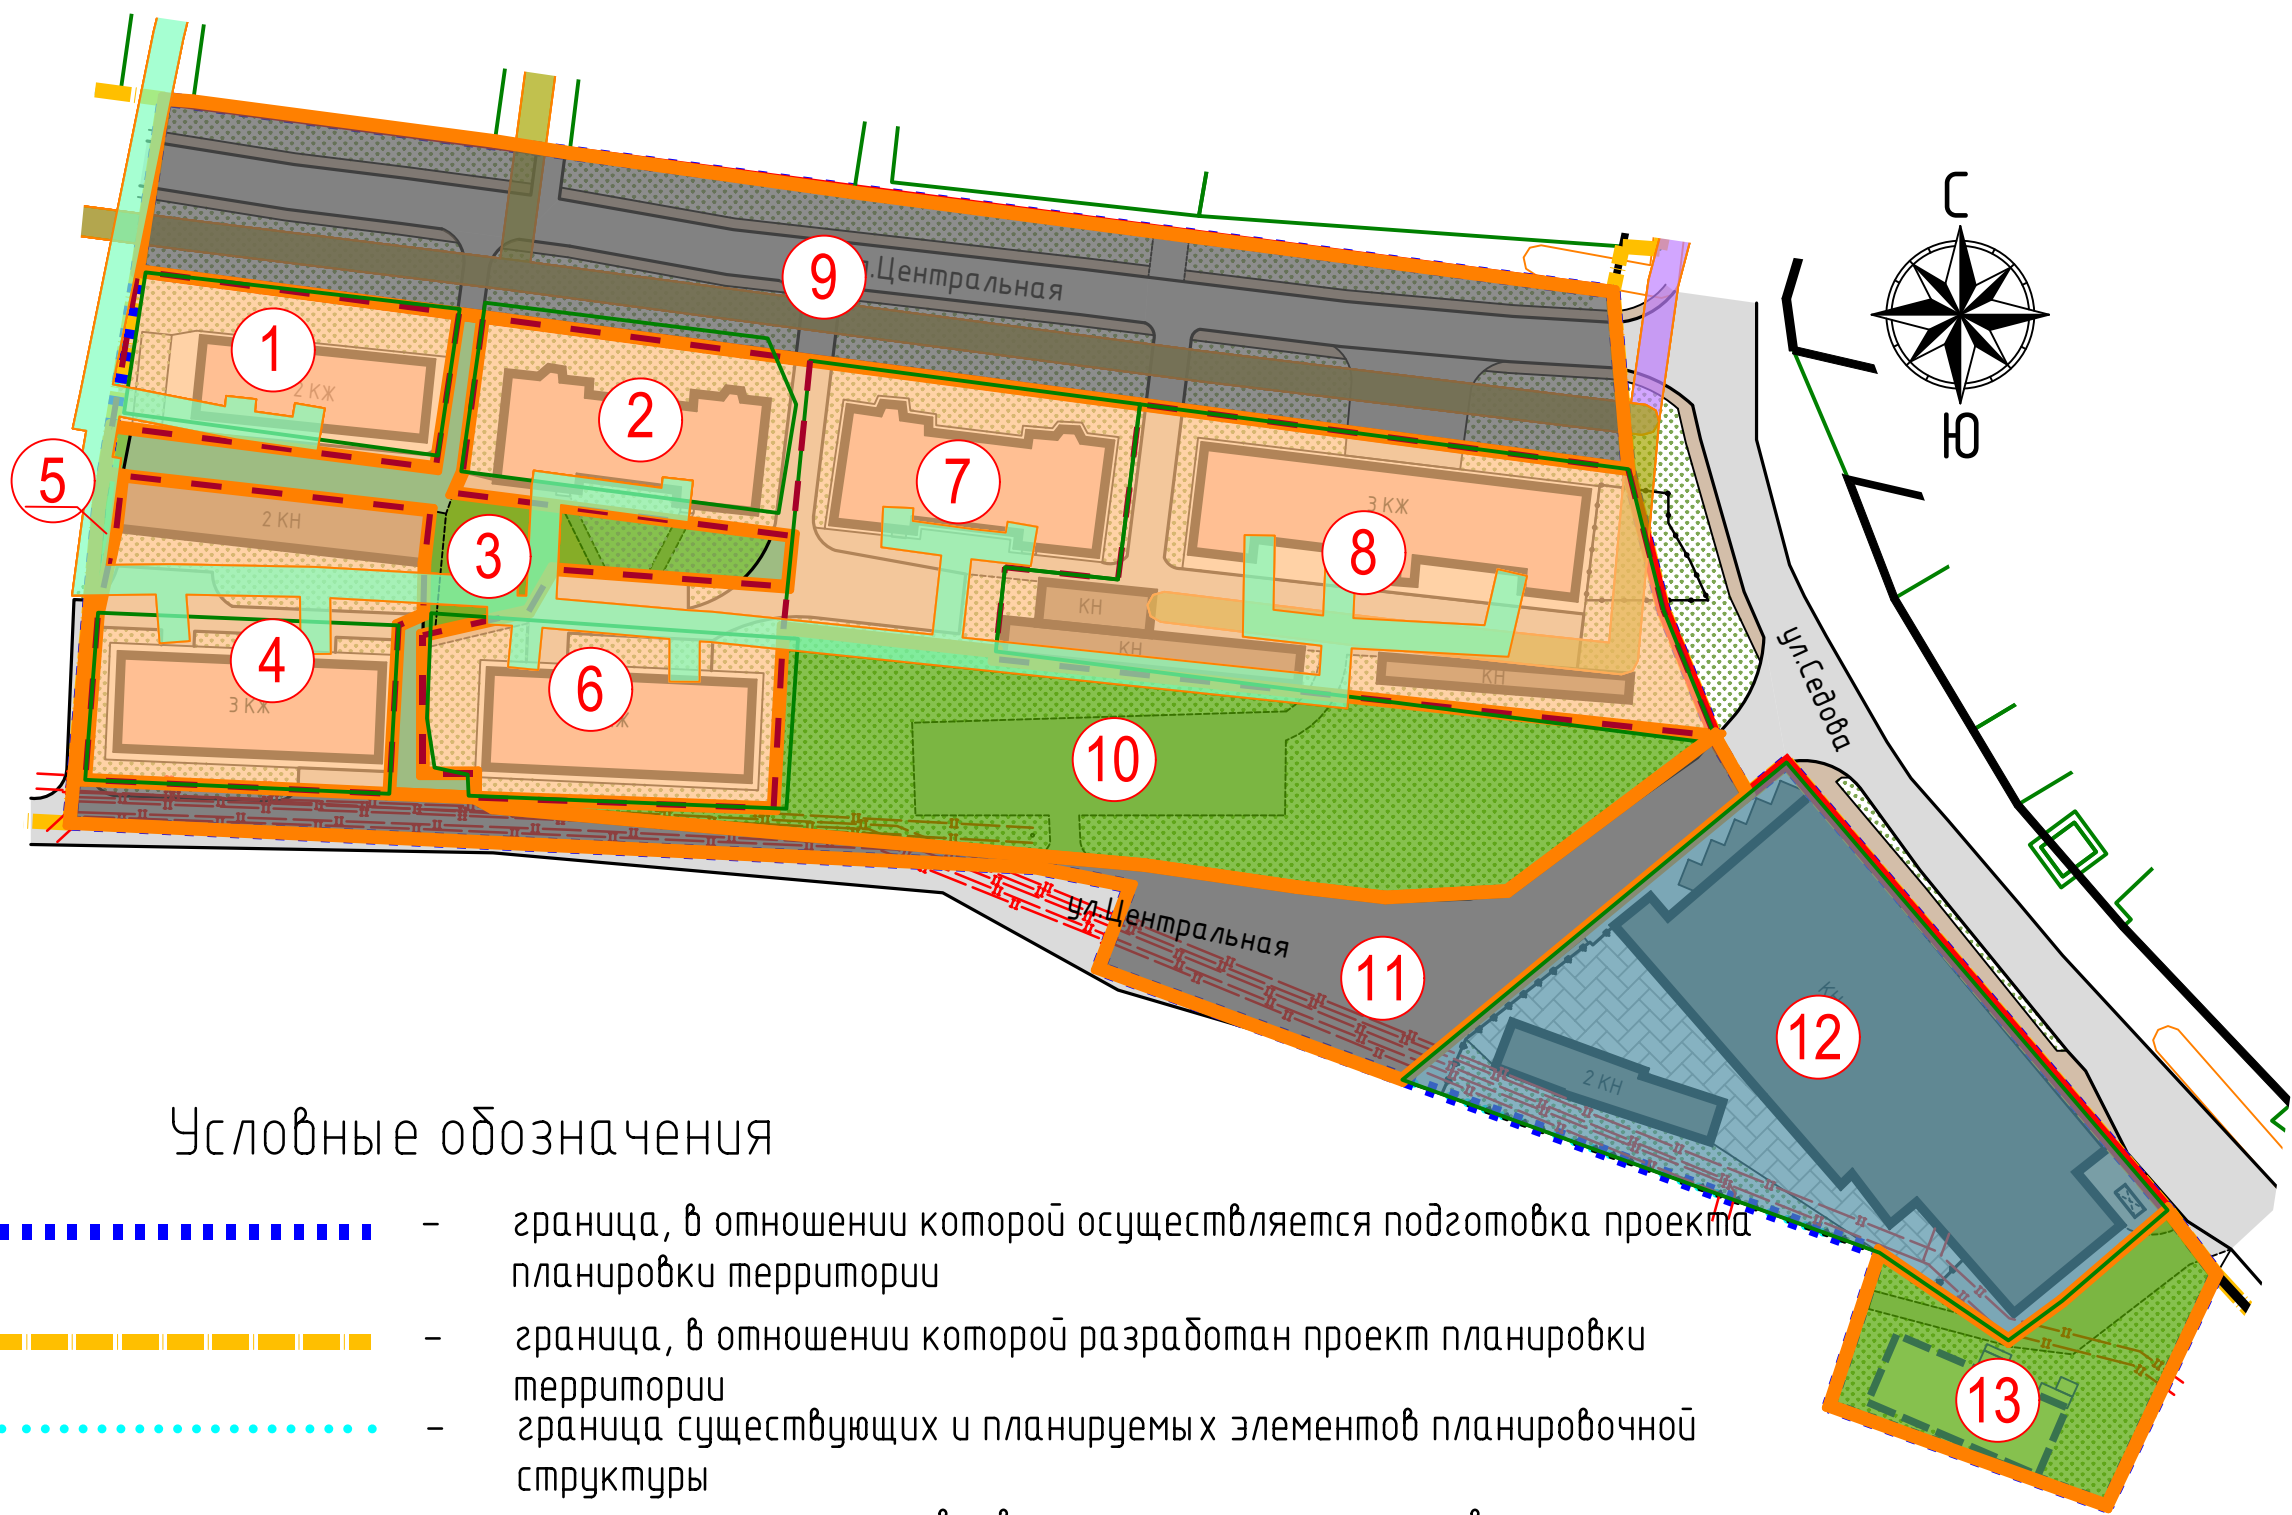 С
Ю
9
.Центральная
1
2 КЖ
2
5
2 КН
3
7
3 КЖ
8
КН
КН
КН
4
3 КЖ
6
ж
10
ул.Седова
ул.Центральная
11
12
КН
2 КН
13
Условные обозначения
- граница, в отношении которой осуществляется подготовка проекта
планировки территории
- граница, в отношении которой разработан проект планировки
территории
- граница существующих и планируемых элементов планировочной
структуры